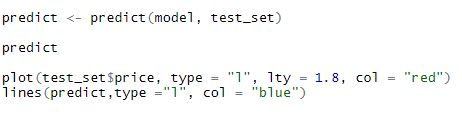 predict <- predict(model, test_set)
predict
plot(test_set$price, type = "l", lty = 1.8, col = "red")
lines(predict,type ="l", col = "blue")